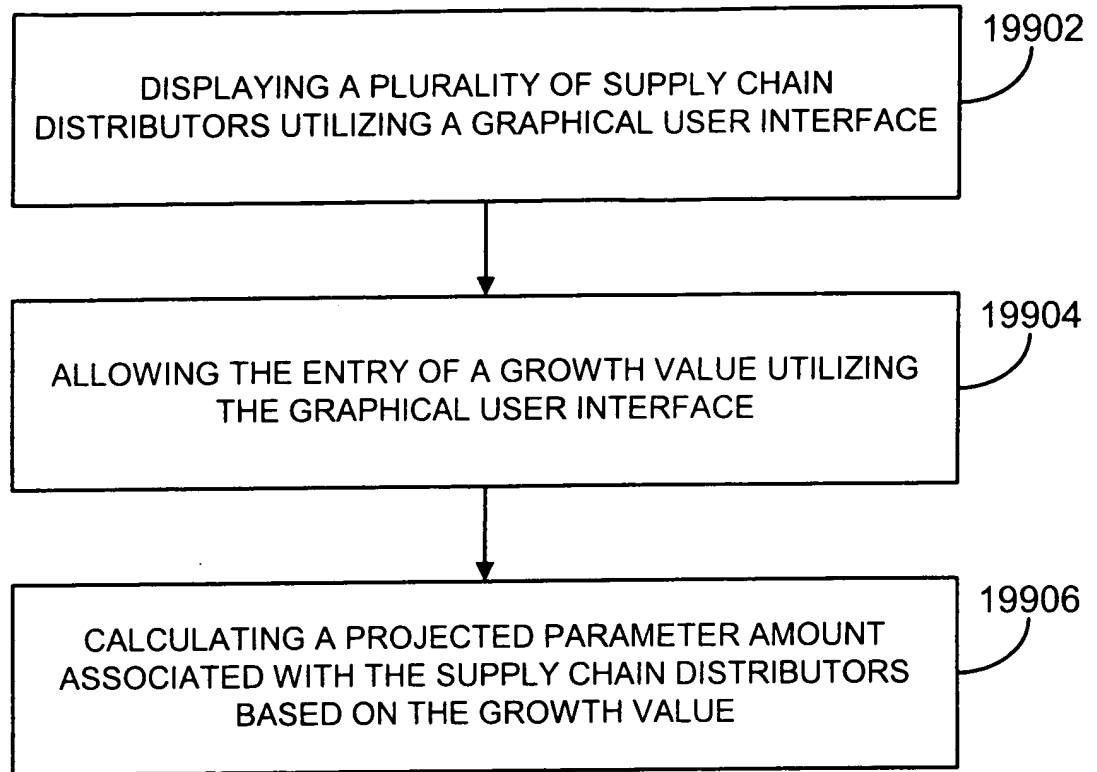 19902
DISPLAYING A PLURALITY OF SUPPLY CHAIN
DISTRIBUTORS UTILIZING A GRAPHICAL USER INTERFACE
19904
ALLOWING THE ENTRY OF A GROWTH VALUE UTILIZING
THE GRAPHICAL USER INTERFACE
19906
CALCULATING A PROJECTED PARAMETER AMOUNT
ASSOCIATED WITH THE SUPPLY CHAIN DISTRIBUTORS
BASED ON THE GROWTH VALUE